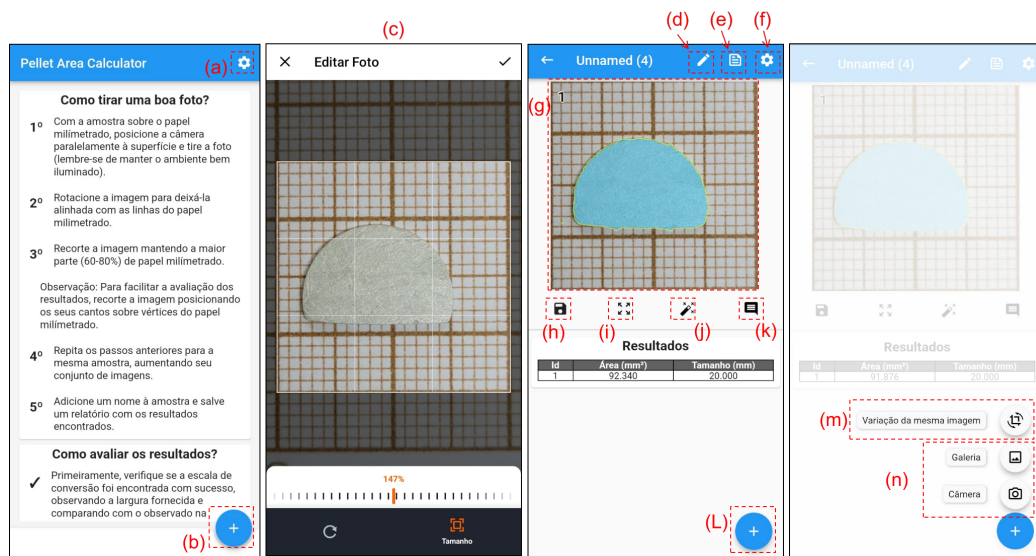 (c)
(d)
(e)
(f)
Pellet Area Calculator
(a)
Como tirar uma boa foto?
1º Com a amostra sobre o papel
milímetrado, posicione a câmera
paralelamente à superfície e tire a foto
(lembre-se de manter o ambiente bem
iluminado).
2º Rotacione a imagem para deixá-la
alinhada com as linhas do papel
milimetrado.
3º Recorte a imagem mantendo a maior
parte (60-80%) de papel milímetrado.
Observação: Para facilitar a avaliação dos
resultados, recorte a imagem posicionando
os seus cantos sobre vértices do papel
milímetrado.
4º Repita os passos anteriores para a
mesma amostra, aumentando seu
conjunto de imagens.
5º Adicione um nome à amostra e salve
um relatório com os resultados
encontrados.
Como avaliar os resultados?
Primeiramente, verifique se a escala de
conversão foi encontrada com sucesso,
observando a largura fornecida e
comparando com o observado na
(b)
Editar Foto
147%
Tamanho
Unnamed (4)
(g)
1
(h)
(i)
(j)
(k)
Resultados
Id Área (mm²) Tamanho (mm)
1 92.340 20.000
(L)
Unnamed (4)
1
Resultados
Id Área (mm²) Tamanho (mm)
1 91.876 20.000
(m)
Variação da mesma imagem
Galeria
(n)
Câmera